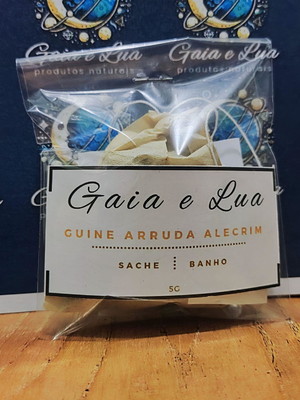 Gaia e Lua
produtos naturais
Gaia e Lua
produtos naturais
Gaia e Lua
GUINE ARRUDA ALECRIM
SACHE BANHO
5G